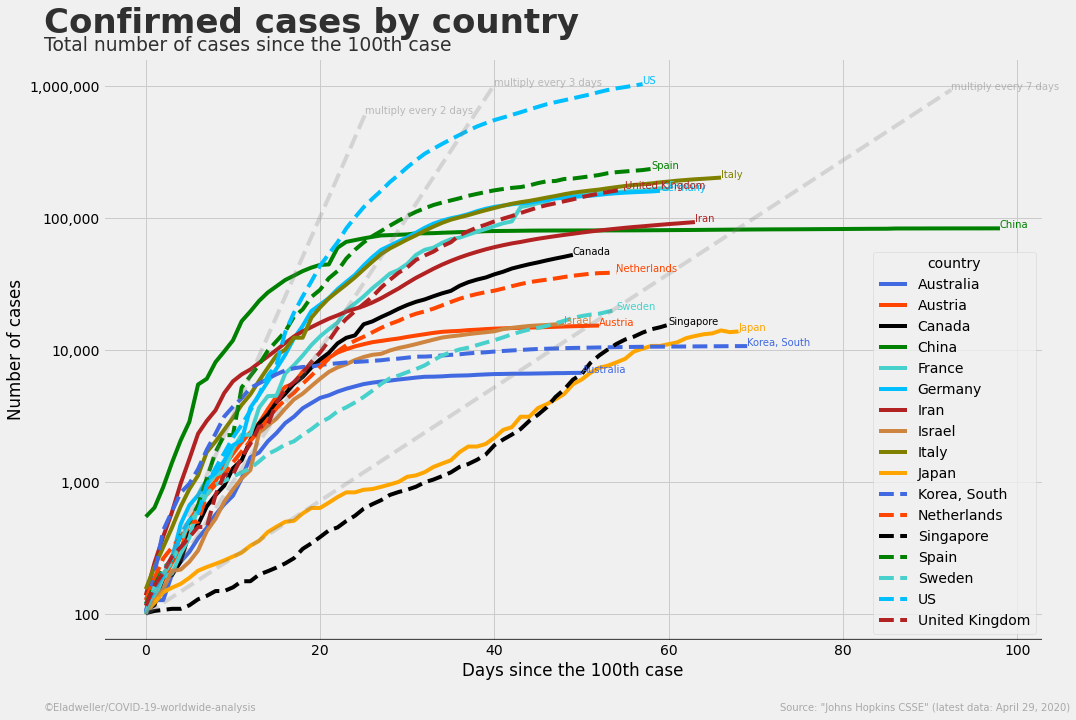 Confirmed cases by country
Total number of cases since the 100th case
1,000,000
100,000
10,000
1,000
100
Number of cases
multiply every 2 days
multiply every 3 days
multiply every 7 days
US
Spain
Italy
United Kingdom
Germany
Iran
China
Canada
Netherlands
Sweden
Israel
Austria
Singapore
Japan
Korea, South
Australia
country
Australia
Austria
Canada
China
France
Germany
Iran
Israel
Italy
Japan
Korea, South
Netherlands
Singapore
Spain
Sweden
US
United Kingdom
0 20 40 60 80 100
Days since the 100th case
©Eladweller/COVID-19-worldwide-analysis
Source: "Johns Hopkins CSSE" (latest data: April 29, 2020)